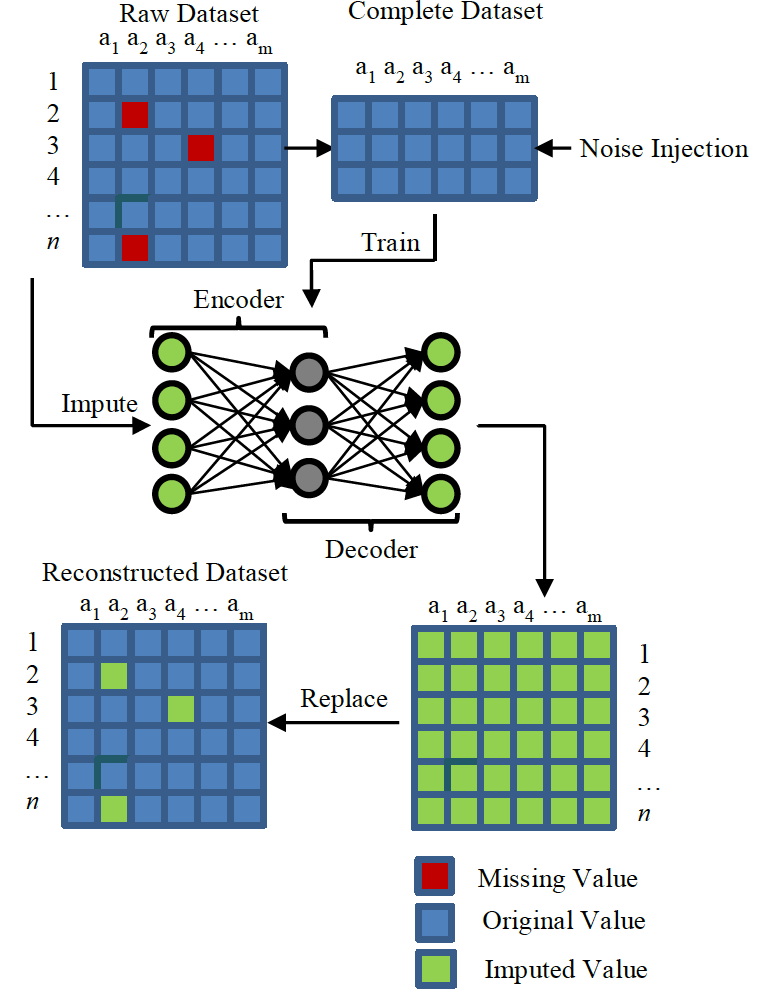 Raw Dataset
a1 a2 a3 a4 … am
1
2
3
4
…
n
Complete Dataset
a1 a2 a3 a4 … am
Noise Injection
Train
Encoder
Impute
Decoder
Reconstructed Dataset
a1 a2 a3 a4 … am
1
2
3
4
…
n
Replace
a1 a2 a3 a4 … am
1
2
3
4
…
n
Missing Value
Original Value
Imputed Value